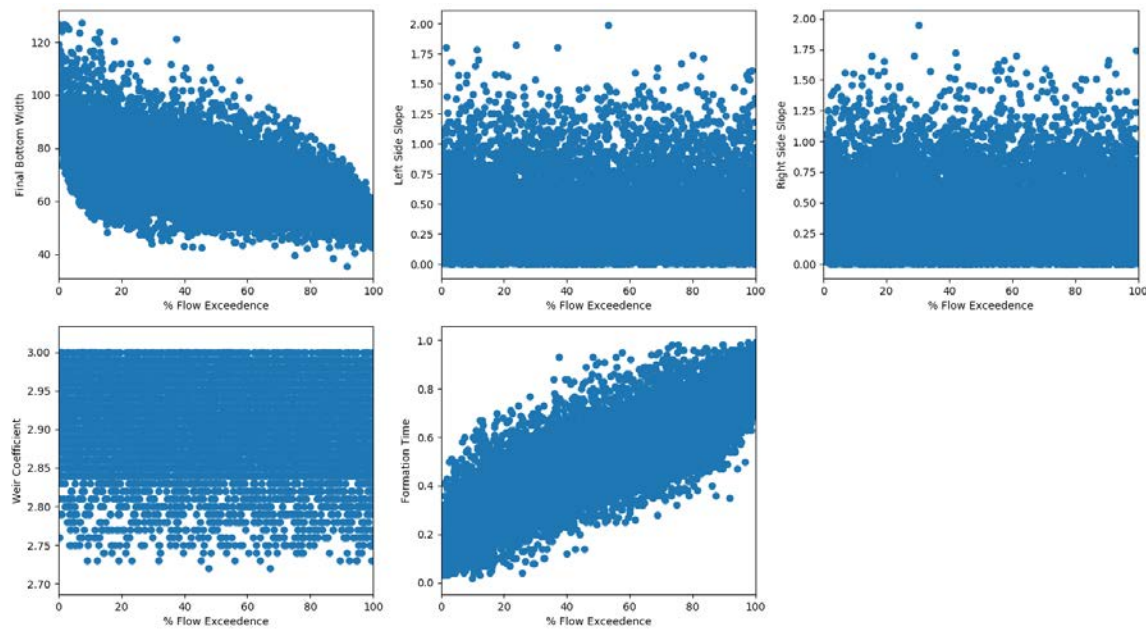 120
100
80
60
40
Final Bottom Width
0 20 40 60 80 100
% Flow Exceedence
2.00
1.75
1.50
1.25
1.00
0.75
0.50
0.25
0.00
Left Side Slope
0 20 40 60 80 100
% Flow Exceedence
2.00
1.75
1.50
1.25
1.00
0.75
0.50
0.25
0.00
Right Side Slope
0 20 40 60 80 100
% Flow Exceedence
3.00
2.95
2.90
2.85
2.80
2.75
2.70
Weir Coefficient
0 20 40 60 80 100
% Flow Exceedence
1.0
0.8
0.6
0.4
0.2
0.0
Formation Time
0 20 40 60 80 100
% Flow Exceedence